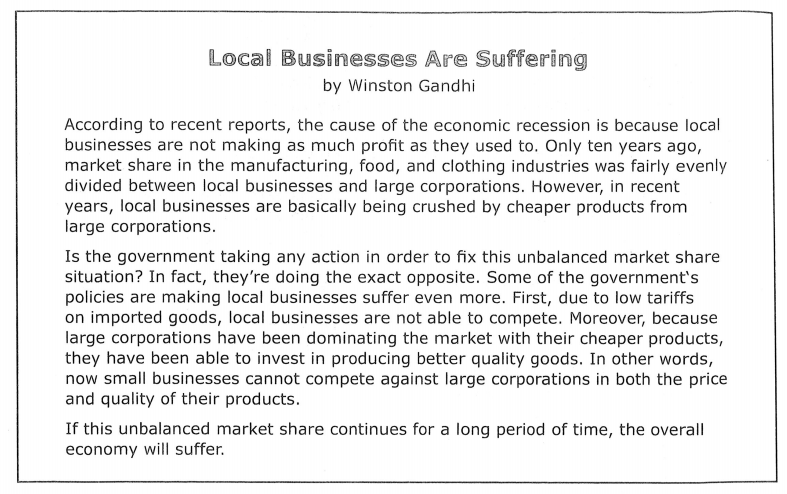 Local Businesses Are Suffering
by Winston Gandhi
According to recent reports, the cause of the economic recession is because local
businesses are not making as much profit as they used to. Only ten years ago,
market share in the manufacturing, food, and clothing industries was fairly evenly
divided between local businesses and large corporations. However, in recent
years, local businesses are basically being crushed by cheaper products from
large corporations.
Is the government taking any action in order to fix this unbalanced market share
situation? In fact, they're doing the exact opposite. Some of the government's
policies are making local businesses suffer even more. First, due to low tariffs
on imported goods, local businesses are not able to compete. Moreover, because
large corporations have been dominating the market with their cheaper products,
they have been able to invest in producing better quality goods. In other words,
now small businesses cannot compete against large corporations in both the price
and quality of their products.
If this unbalanced market share continues for a long period of time, the overall
economy will suffer.